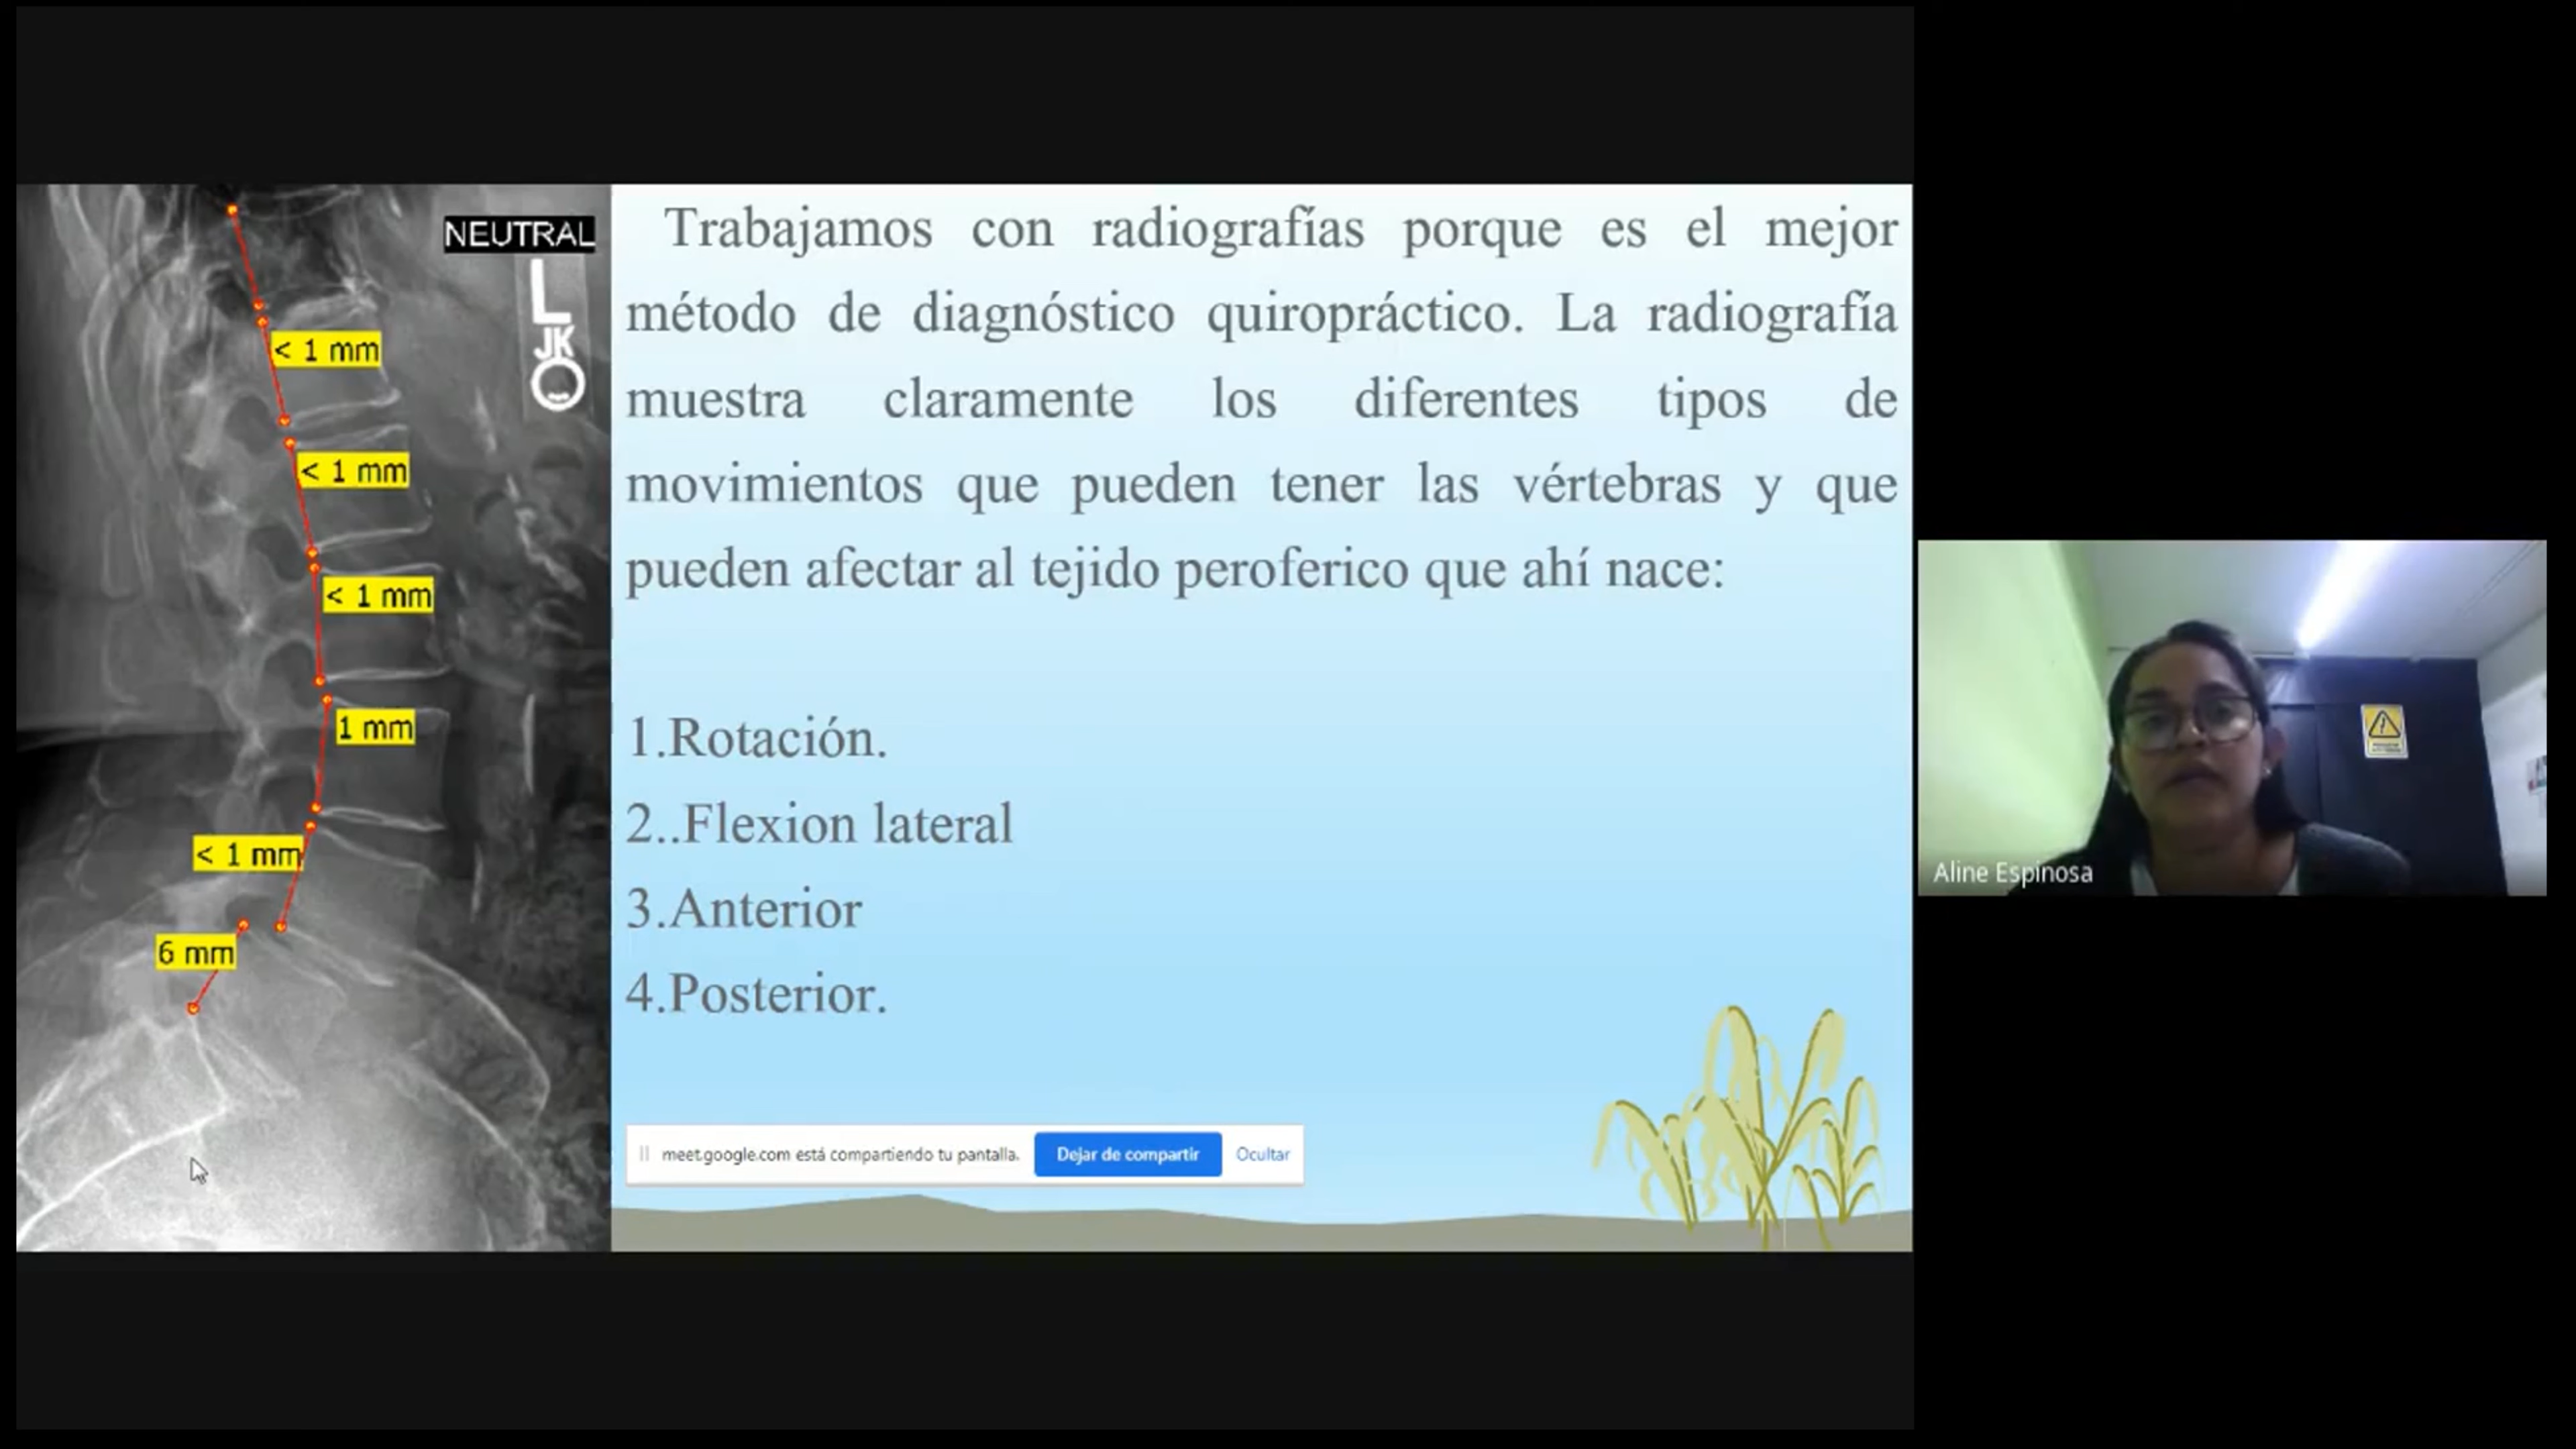 NEUTRAL
L
JK
< 1 mm
< 1 mm
< 1 mm
1 mm
< 1 mm
6 mm
Trabajamos con radiografías porque es el mejor
método de diagnóstico quiropráctico. La radiografía
muestra claramente los diferentes tipos de
movimientos que pueden tener las vértebras y que
pueden afectar al tejido peroferico que ahí nace:
1.Rotación.
2..Flexion lateral
3.Anterior
4.Posterior.
meet.google.com está compartiendo tu pantalla.
Dejar de compartir
Ocultar
Aline Espinosa